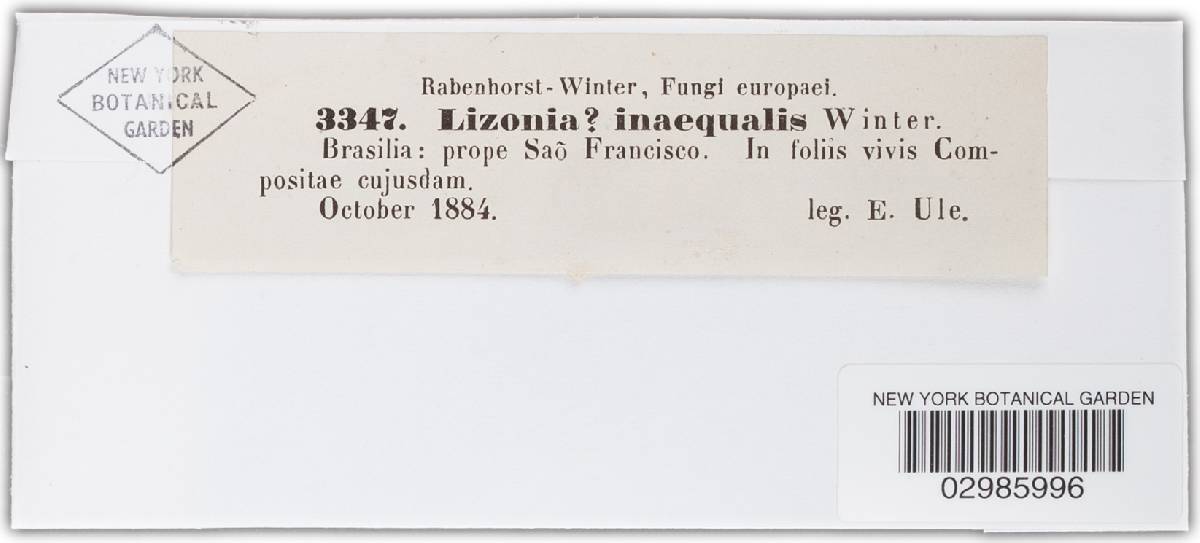 NEW YORK
BOTANICAL
GARDEN
Rabenhorst-Winter, Fungi europaei.
3347. Lizonia? inaequalis Winter.
Brasilia: prope Saõ Francisco. In foliis vivis Com-
positae cujusdam.
October 1884. leg. E. Ule.
NEW YORK BOTANICAL GARDEN
02985996